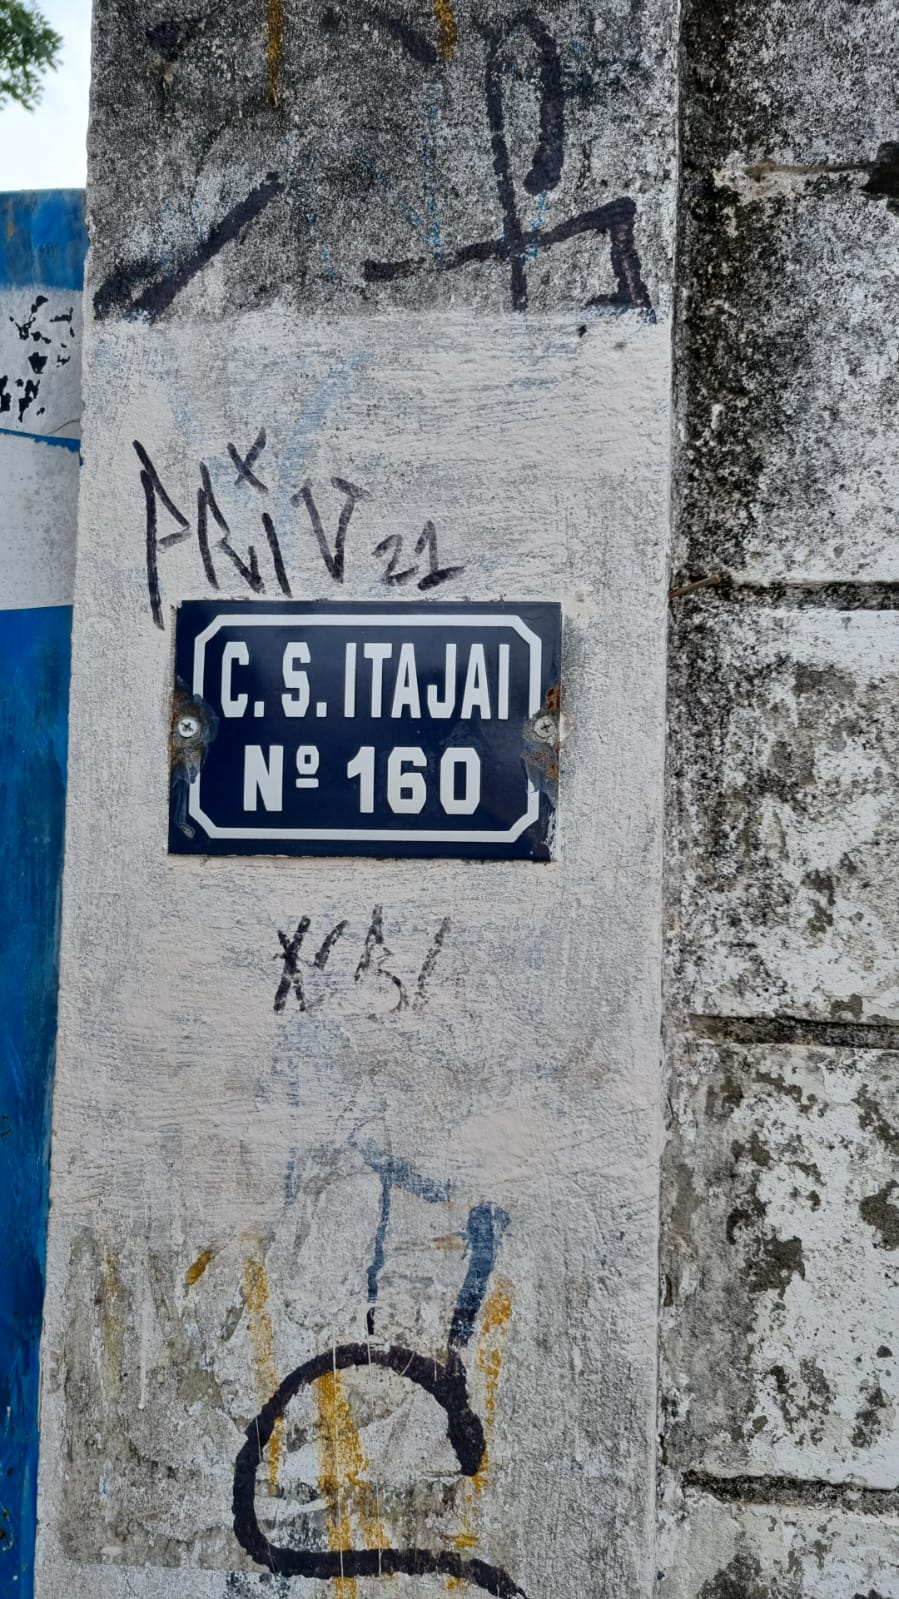 PRiV 21
C. S. ITAJAI
Nº 160